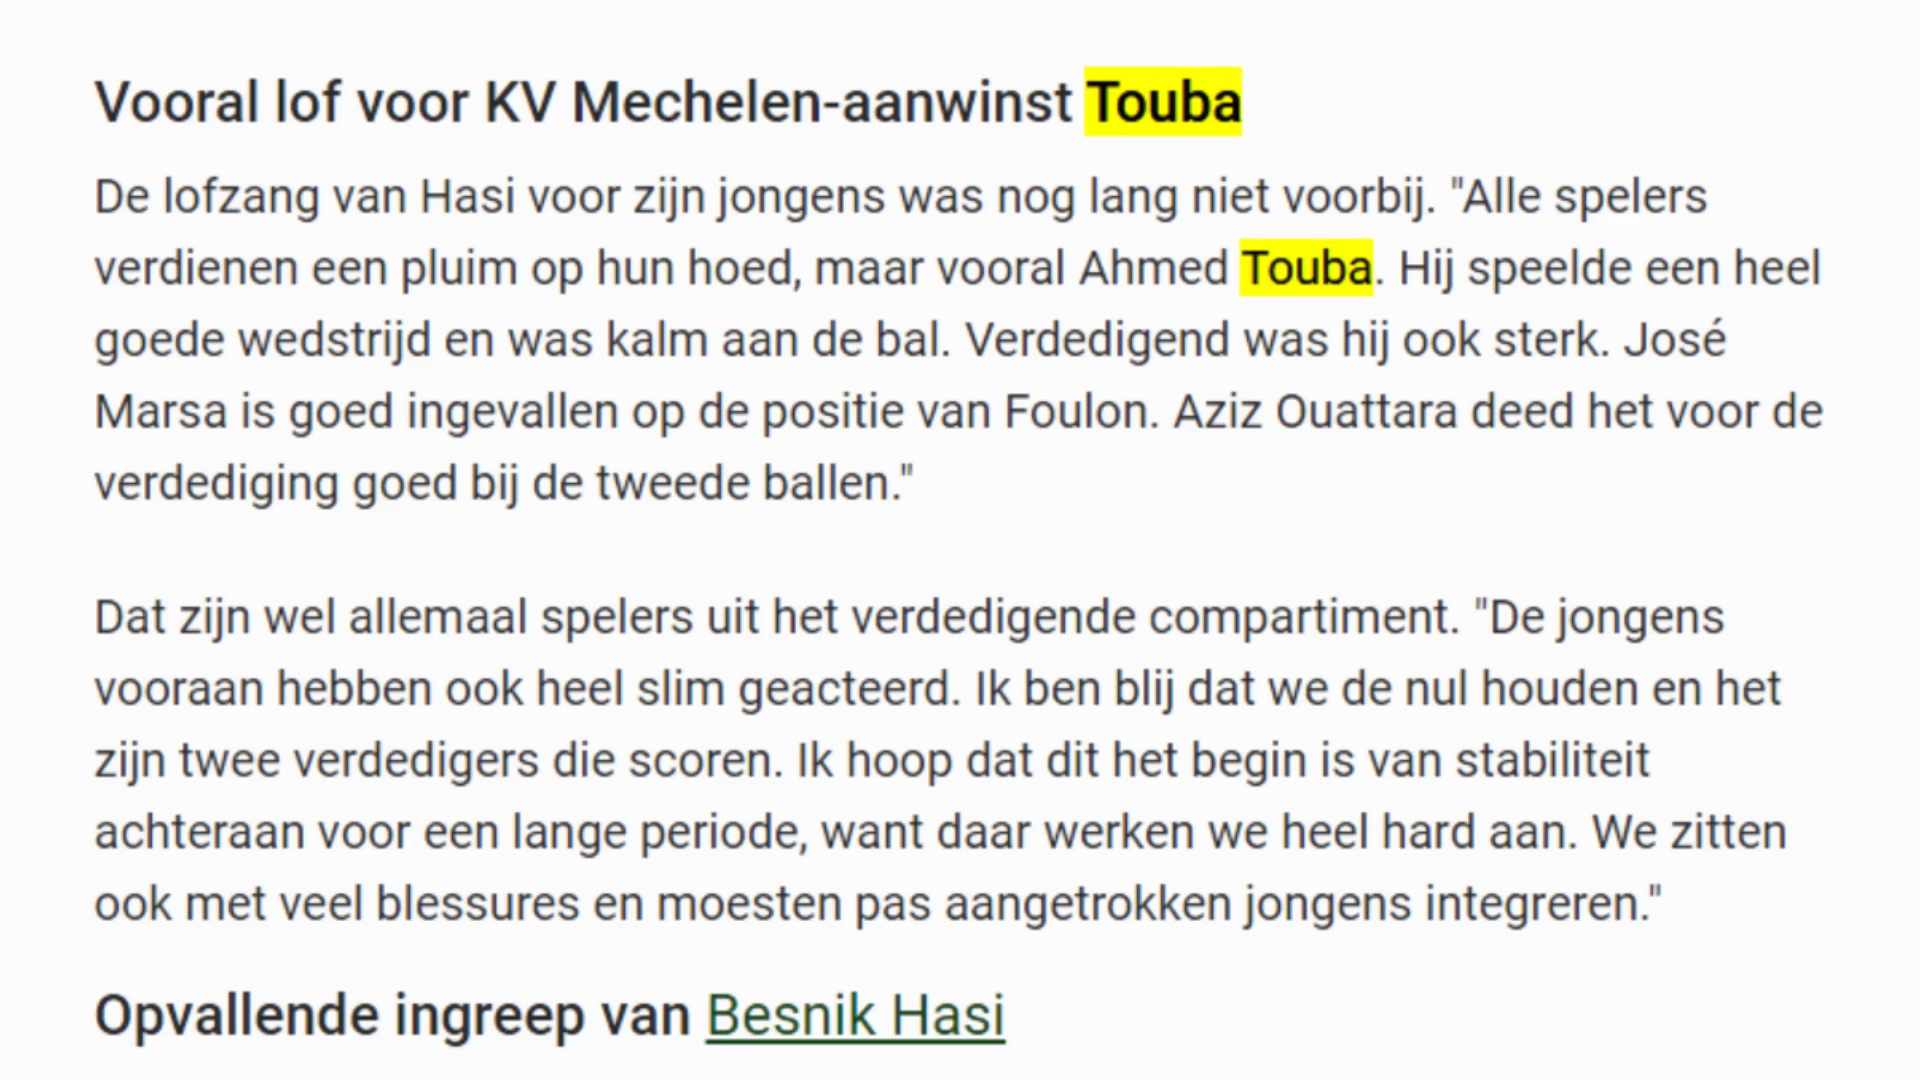 Vooral lof voor KV Mechelen-aanwinst Touba
De lofzang van Hasi voor zijn jongens was nog lang niet voorbij. "Alle spelers
verdienen een pluim op hun hoed, maar vooral Ahmed Touba. Hij speelde een heel
goede wedstrijd en was kalm aan de bal. Verdedigend was hij ook sterk. José
Marsa is goed ingevallen op de positie van Foulon. Aziz Ouattara deed het voor de
verdediging goed bij de tweede ballen."
Dat zijn wel allemaal spelers uit het verdedigende compartiment. "De jongens
vooraan hebben ook heel slim geacteerd. Ik ben blij dat we de nul houden en het
zijn twee verdedigers die scoren. Ik hoop dat dit het begin is van stabiliteit
achteraan voor een lange periode, want daar werken we heel hard aan. We zitten
ook met veel blessures en moesten pas aangetrokken jongens integreren."
Opvallende ingreep van Besnik Hasi